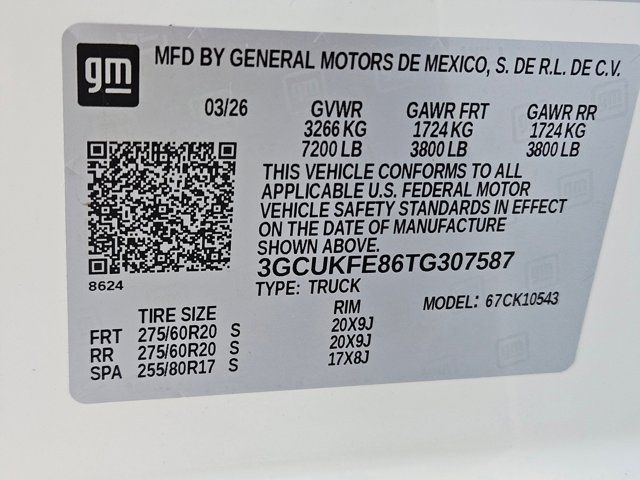 gm
MFD BY GENERAL MOTORS DE MEXICO, S. DE R.L. DE C.V.
03/26 GVWR GAWR FRT GAWR RR
3266 KG 1724 KG 1724 KG
7200 LB 3800 LB 3800 LB
THIS VEHICLE CONFORMS TO ALL
APPLICABLE U.S. FEDERAL MOTOR
VEHICLE SAFETY STANDARDS IN EFFECT
ON THE DATE OF MANUFACTURE
SHOWN ABOVE.
8624
3GCUKFE86TG307587
TYPE: TRUCK MODEL: 67CK10543
TIRE SIZE RIM
FRT 275/60R20 S 20X9J
RR 275/60R20 S 20X9J
SPA 255/80R17 S 17X8J